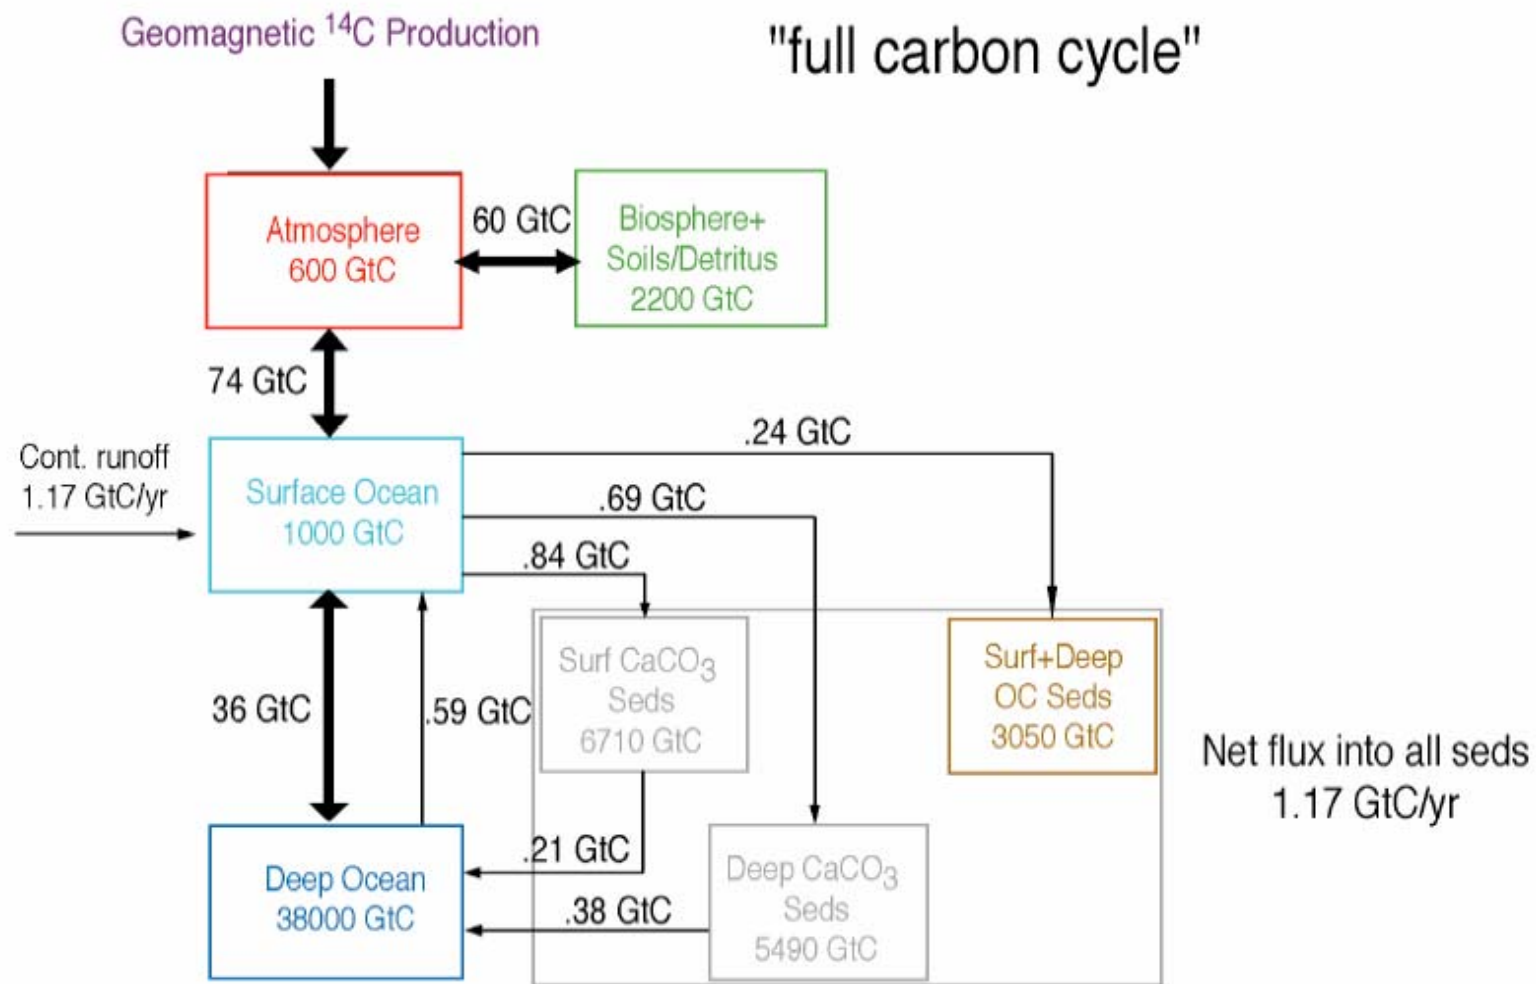 Geomagnetic ¹⁴C Production
"full carbon cycle"
Atmosphere
600 GtC
60 GtC
Biosphere+
Soils/Detritus
2200 GtC
74 GtC
Cont. runoff
1.17 GtC/yr
Surface Ocean
1000 GtC
.24 GtC
.69 GtC
.84 GtC
36 GtC
.59 GtC
Surf CaCO₃
Seds
6710 GtC
Surf+Deep
OC Seds
3050 GtC
Net flux into all seds
1.17 GtC/yr
Deep Ocean
38000 GtC
.21 GtC
.38 GtC
Deep CaCO₃
Seds
5490 GtC